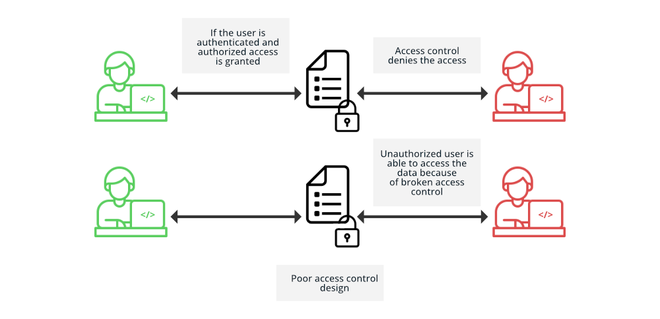 If the user is
authenticated and
authorized access
is granted
Access control
denies the access
</>
</>
Unauthorized user is
able to access the
data because
of broken access
control
</>
</>
Poor access control
design